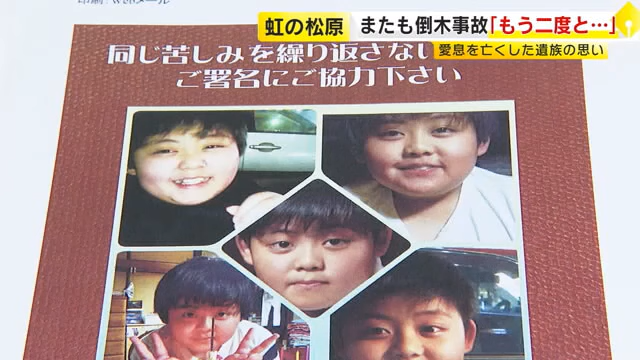 虹の松原
またも倒木事故「もう二度と…」
愛息を亡くした遺族の思い
同じ苦しみを繰り返さない
ご署名にご協力下さい